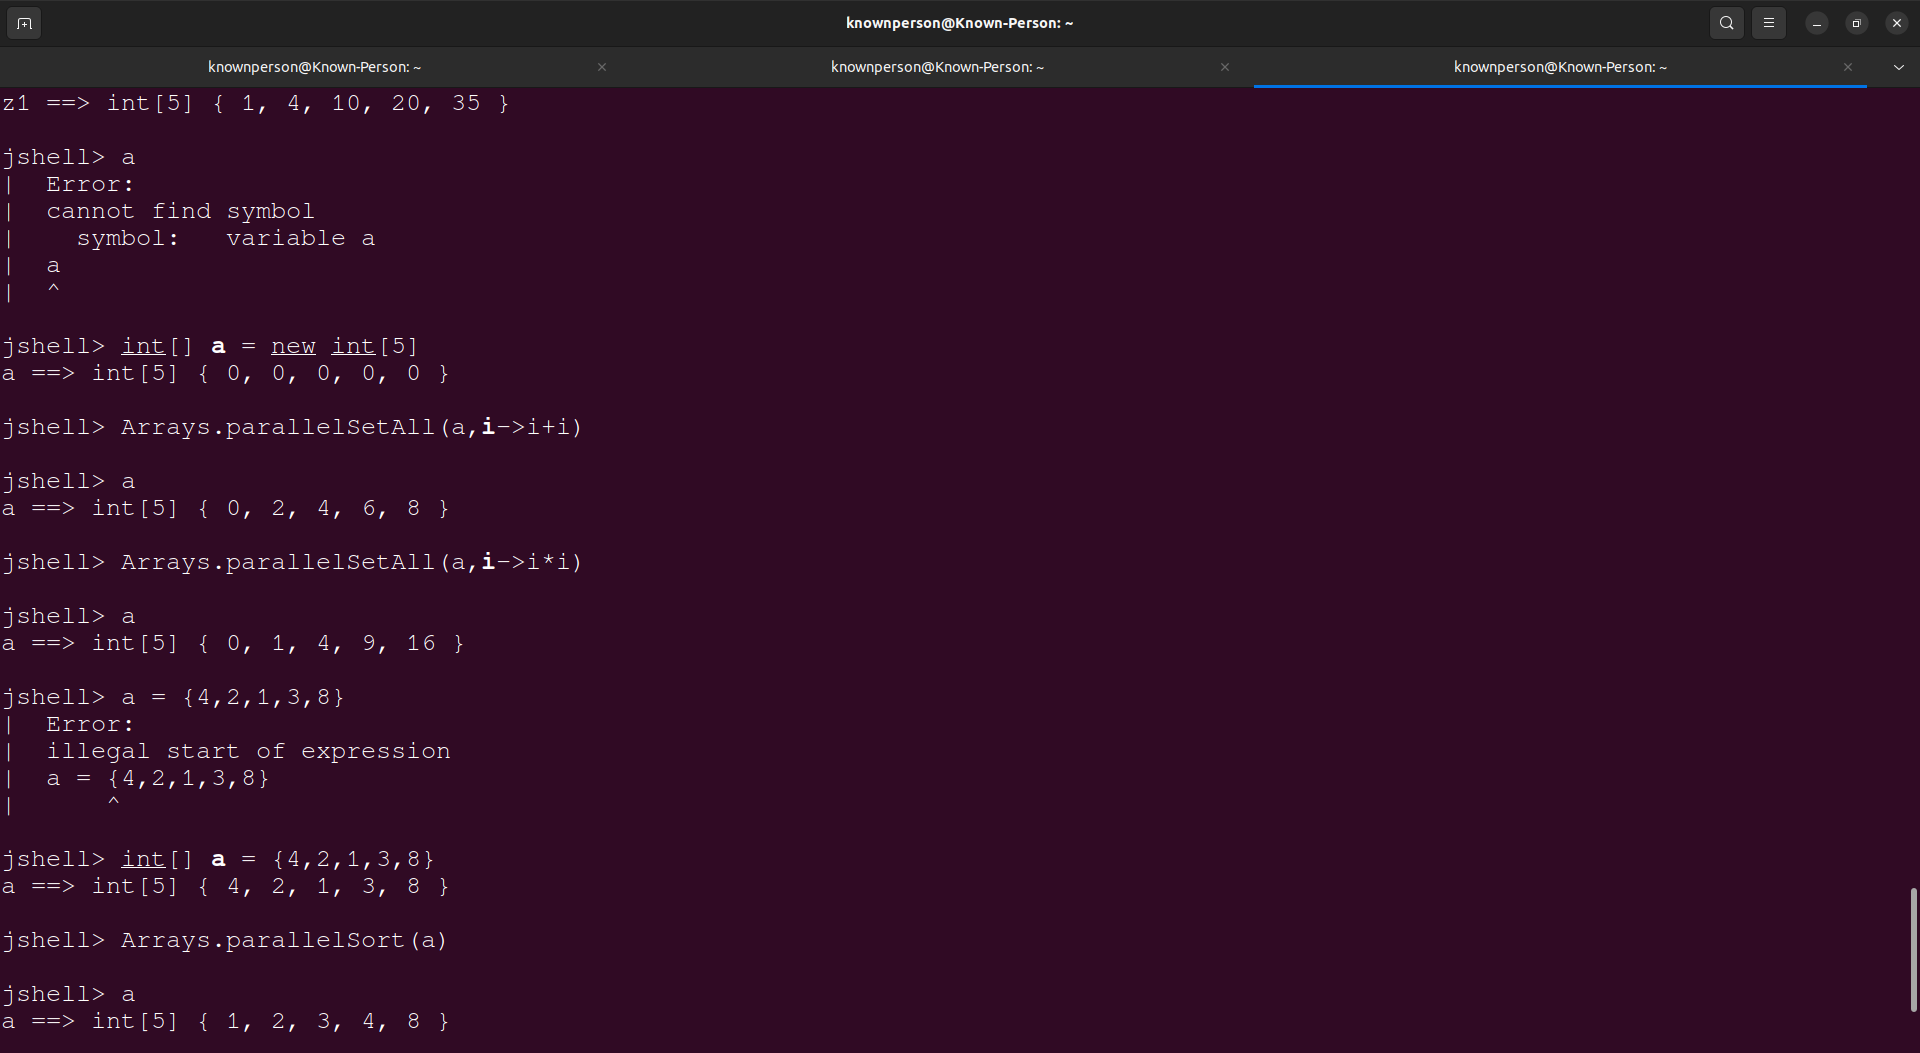 knownperson@Known-Person: ~
knownperson@Known-Person: ~
knownperson@Known-Person: ~
knownperson@Known-Person: ~
z1 ==> int[5] { 1, 4, 10, 20, 35 }
jshell> a
|  Error:
|  cannot find symbol
|    symbol:   variable a
|  a
|  ^
jshell> int[] a = new int[5]
a ==> int[5] { 0, 0, 0, 0, 0 }
jshell> Arrays.parallelSetAll(a,i->i+i)
jshell> a
a ==> int[5] { 0, 2, 4, 6, 8 }
jshell> Arrays.parallelSetAll(a,i->i*i)
jshell> a
a ==> int[5] { 0, 1, 4, 9, 16 }
jshell> a = {4,2,1,3,8}
|  Error:
|  illegal start of expression
|  a = {4,2,1,3,8}
|      ^
jshell> int[] a = {4,2,1,3,8}
a ==> int[5] { 4, 2, 1, 3, 8 }
jshell> Arrays.parallelSort(a)
jshell> a
a ==> int[5] { 1, 2, 3, 4, 8 }